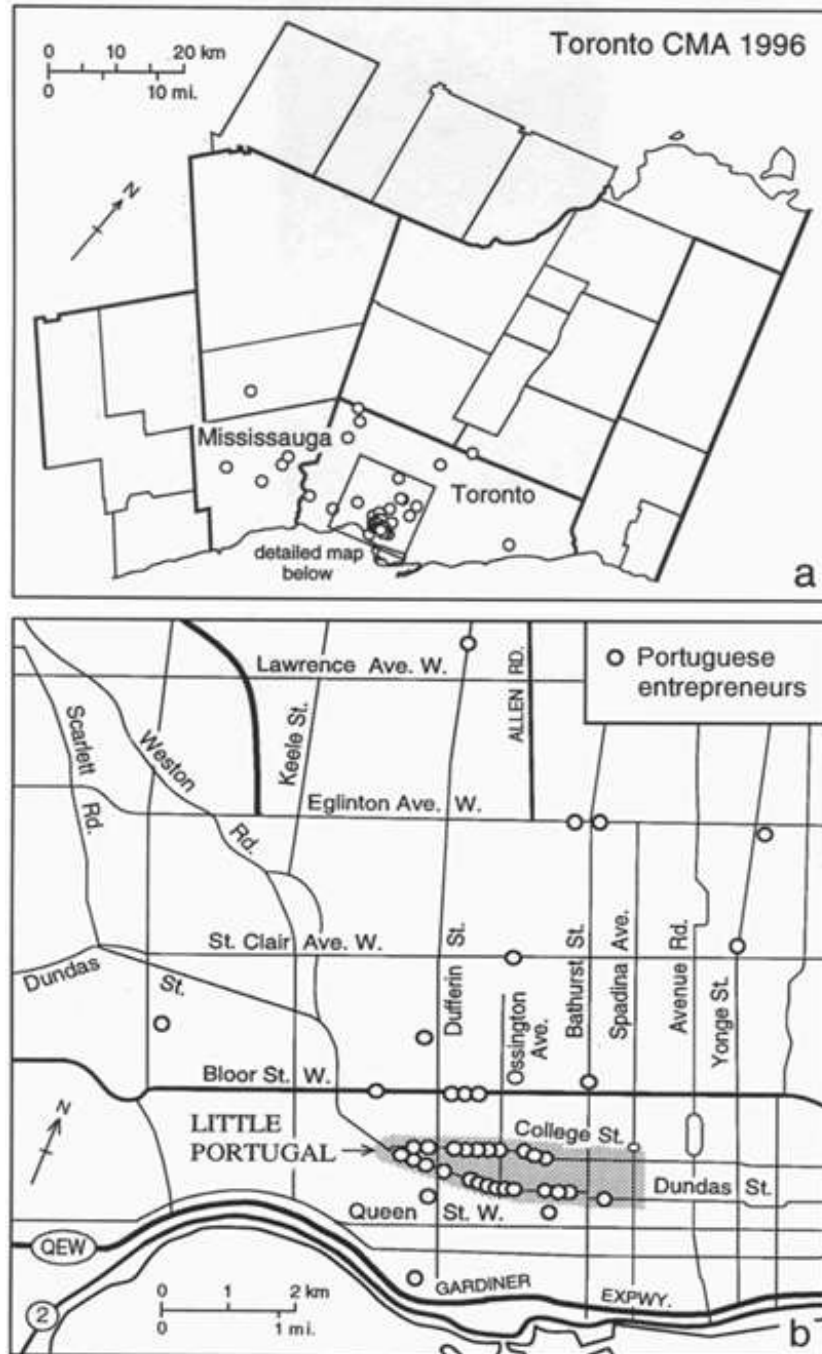 0 10 20 km
0 10 mi.
Toronto CMA 1996
N
Mississauga
Toronto
detailed map
below
a
Portuguese
entrepreneurs
Lawrence Ave. W.
Keele St.
ALLEN RD.
Scarlett
Rd.
Weston
Rd.
Eglinton Ave. W.
St. Clair Ave. W.
Dundas
St.
Dufferin St.
Ossington
Ave.
Bathurst St.
Spadina Ave.
Avenue Rd.
Yonge St.
Bloor St. W.
N
LITTLE
PORTUGAL
College St.
Dundas St.
Queen St. W.
QEW
GARDINER EXPWY.
2
0 1 2 km
0 1 mi.
b